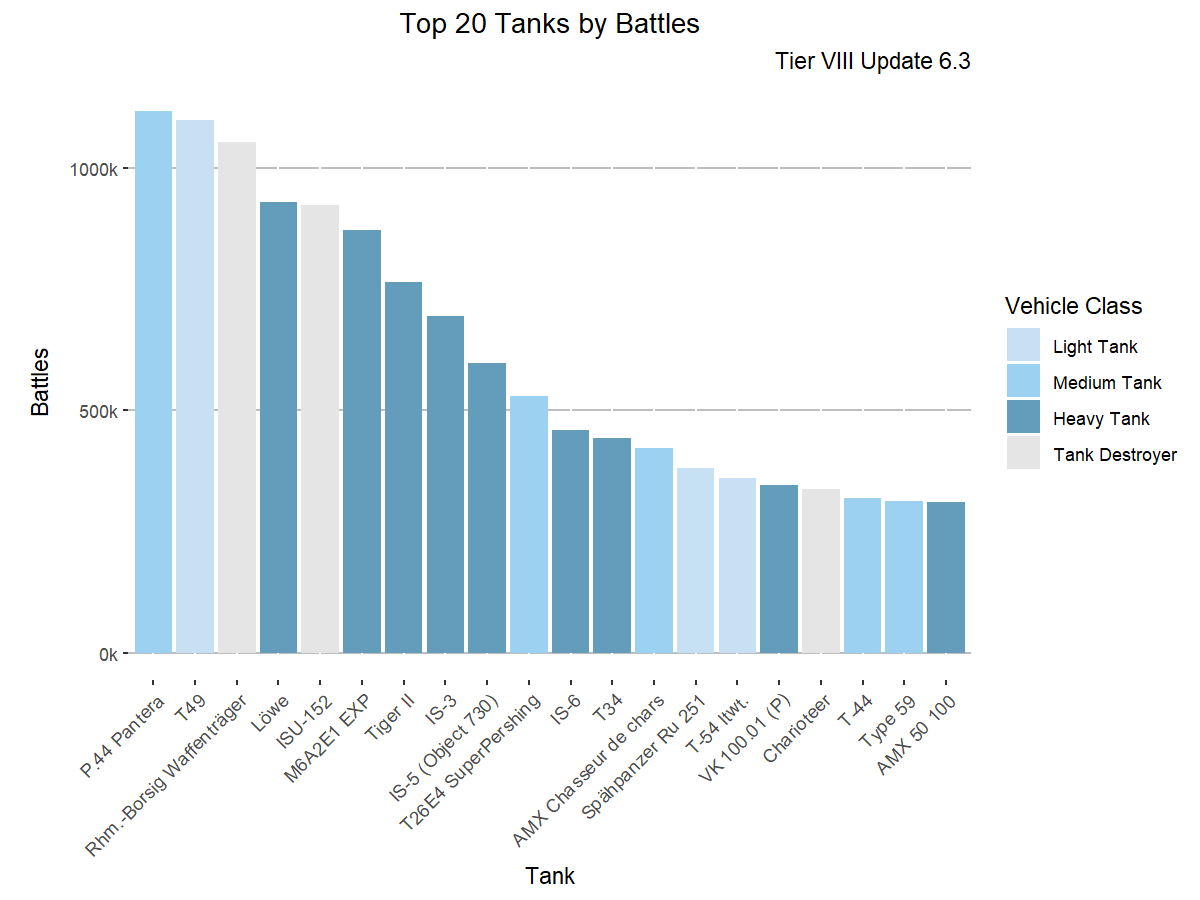 Top 20 Tanks by Battles
Tier VIII Update 6.3
Battles
1000k
500k
0k
P.44 Pantera
T49
Rhm.-Borsig Waffenträger
Löwe
ISU-152
M6A2E1 EXP
Tiger II
IS-3
IS-5 (Object 730)
T26E4 SuperPershing
IS-6
T34
AMX Chasseur de chars
Spähpanzer Ru 251
T-54 ltwt.
VK 100.01 (P)
Charioteer
T-44
Type 59
AMX 50 100
Tank
Vehicle Class
Light Tank
Medium Tank
Heavy Tank
Tank Destroyer